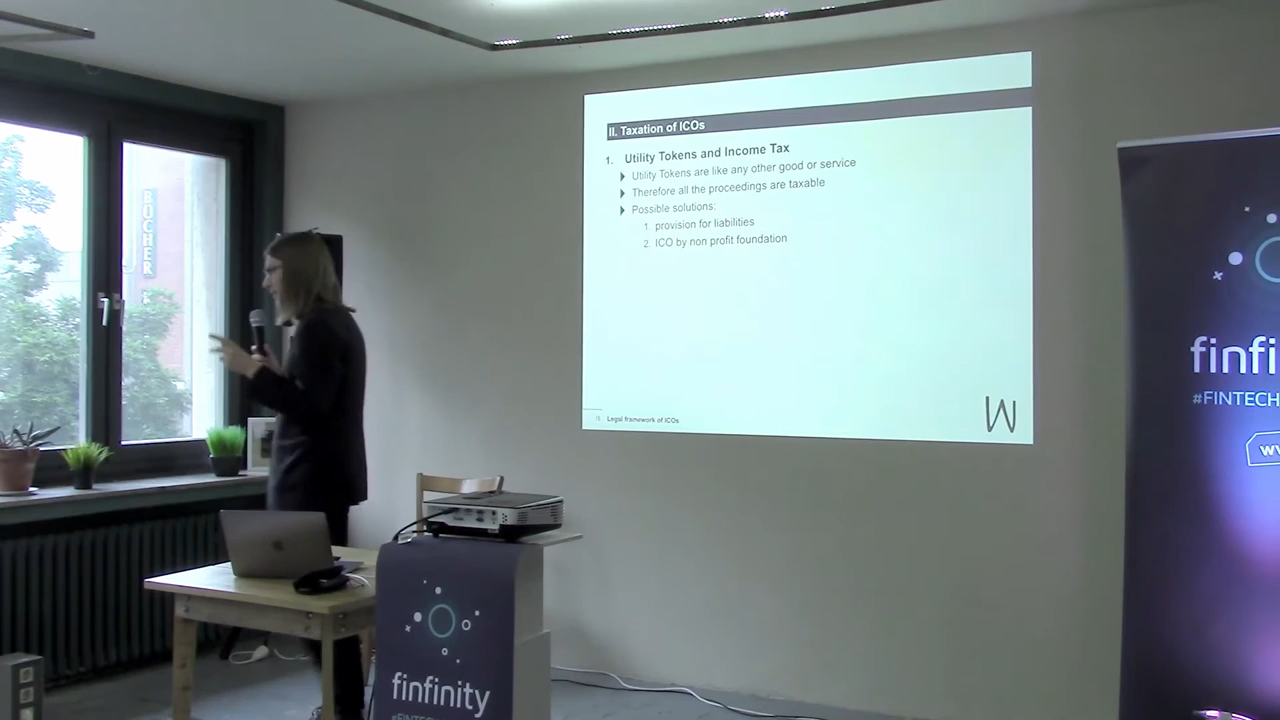 II. Taxation of ICOs
1. Utility Tokens and Income Tax
Utility Tokens are like any other good or service
Therefore all the proceedings are taxable
Possible solutions:
1. provision for liabilities
2. ICO by non profit foundation
Legal framework of ICOs
W
BÜCHER
finfinity
#FINTECH
finfi
#FINTECH